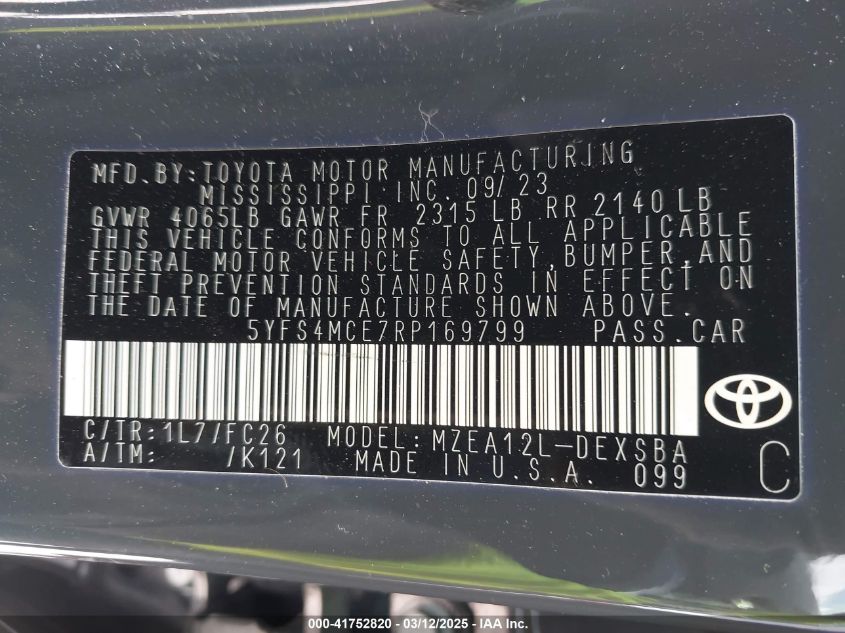 MFD. BY: TOYOTA MOTOR MANUFACTURING
MISSISSIPPI INC. 09/23
GVWR 4065LB GAWR FR 2315 LB RR 2140 LB
THIS VEHICLE CONFORMS TO ALL APPLICABLE
FEDERAL MOTOR VEHICLE SAFETY, BUMPER, AND
THEFT PREVENTION STANDARDS IN EFFECT ON
THE DATE OF MANUFACTURE SHOWN ABOVE.
5YFS4MCE7RP169799 PASS. CAR
C/TR: 1L7/FC26 MODEL: MZEA12L-DEXSBA
A/TM: /K121 MADE IN U.S.A. 099 C
000-41752820 - 03/12/2025 - IAA Inc.